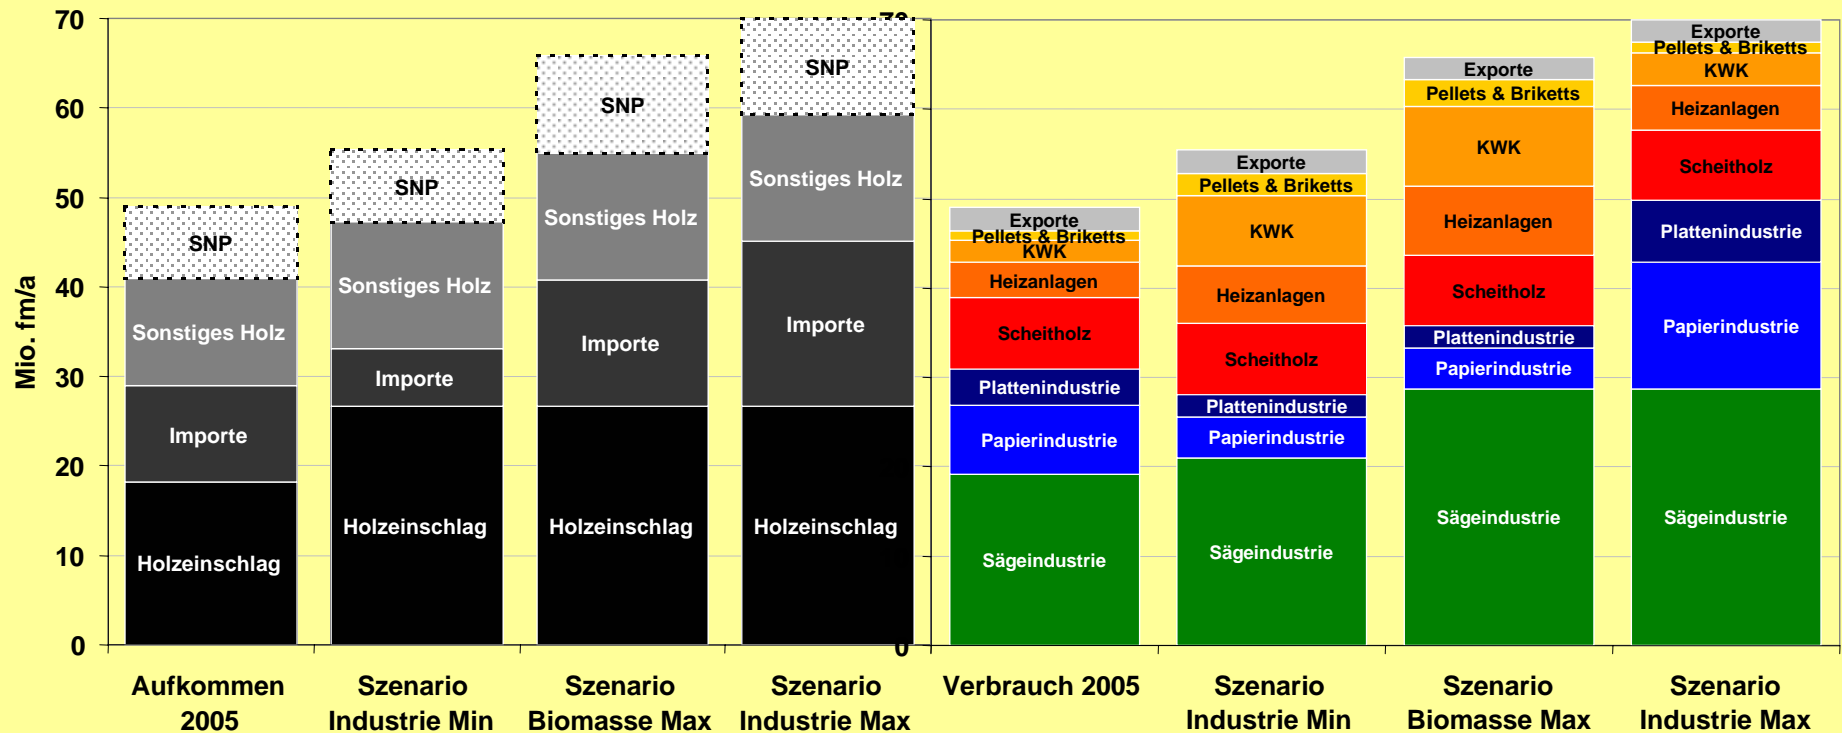 Mio. fm/a
70
60
50
40
30
20
10
0
SNP
Sonstiges Holz
Importe
Holzeinschlag
SNP
Sonstiges Holz
Importe
Holzeinschlag
SNP
Sonstiges Holz
Importe
Holzeinschlag
SNP
Sonstiges Holz
Importe
Holzeinschlag
Aufkommen
2005
Szenario
Industrie Min
Szenario
Biomasse Max
Szenario
Industrie Max
70
0
Exporte
Pellets & Briketts
KWK
Heizanlagen
Scheitholz
Plattenindustrie
Papierindustrie
Sägeindustrie
Exporte
Pellets & Briketts
KWK
Heizanlagen
Scheitholz
Plattenindustrie
Papierindustrie
Sägeindustrie
Exporte
Pellets & Briketts
KWK
Heizanlagen
Scheitholz
Plattenindustrie
Papierindustrie
Sägeindustrie
Exporte
Pellets & Briketts
KWK
Heizanlagen
Scheitholz
Plattenindustrie
Papierindustrie
Sägeindustrie
Verbrauch 2005
Szenario
Industrie Min
Szenario
Biomasse Max
Szenario
Industrie Max